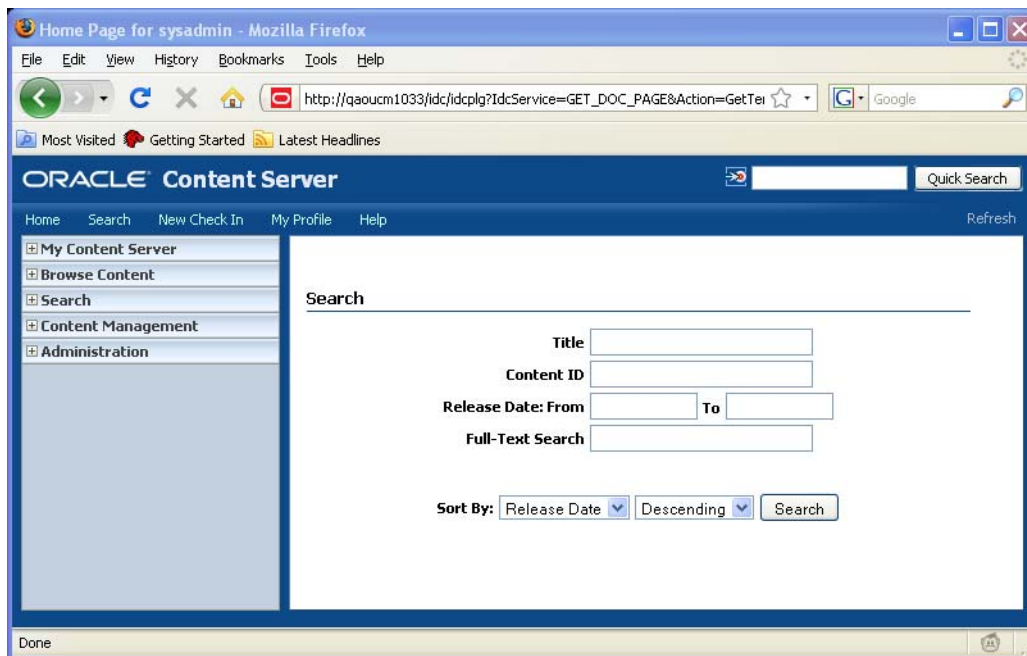 Home Page for sysadmin - Mozilla Firefox
File Edit View History Bookmarks Tools Help
http://qaoucm1033/idc/idcplg?IdcService=GET_DOC_PAGE&Action=GetTe
G Google
Most Visited Getting Started Latest Headlines
ORACLE Content Server
Quick Search
Home Search New Check In My Profile Help Refresh
My Content Server
Browse Content
Search
Content Management
Administration
Search
Title
Content ID
Release Date: From To
Full-Text Search
Sort By: Release Date Descending Search
Done